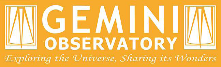 GEMINI
OBSERVATORY
Exploring the Universe, Sharing its Wonders